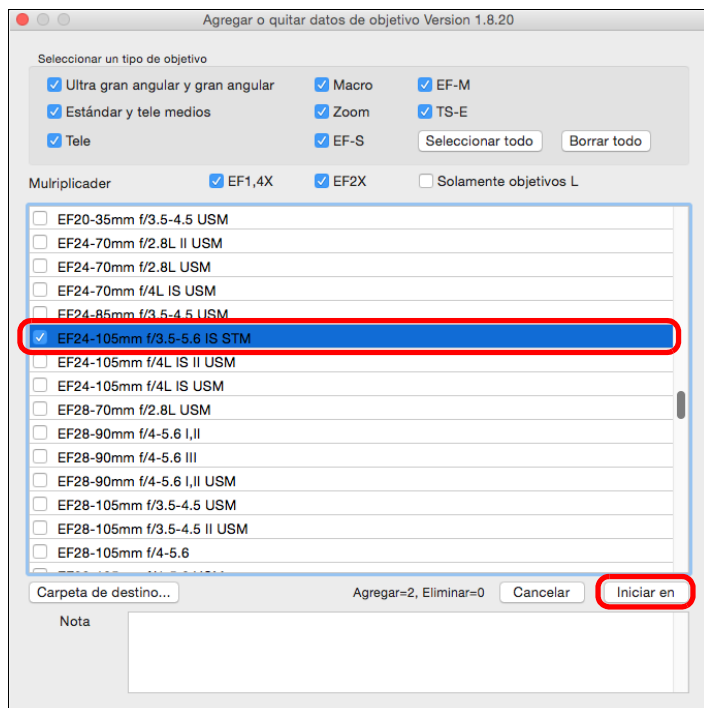 Agregar o quitar datos de objetivo Version 1.8.20
Seleccionar un tipo de objetivo
Ultra gran angular y gran angular Macro EF-M
Estándar y tele medios Zoom TS-E
Tele EF-S Seleccionar todo Borrar todo
Mulriplicador EF1,4X EF2X Solamente objetivos L
EF20-35mm f/3.5-4.5 USM
EF24-70mm f/2.8L II USM
EF24-70mm f/2.8L USM
EF24-70mm f/4L IS USM
EF24-85mm f/3.5-4.5 USM
EF24-105mm f/3.5-5.6 IS STM
EF24-105mm f/4L IS II USM
EF24-105mm f/4L IS USM
EF28-70mm f/2.8L USM
EF28-90mm f/4-5.6 I,II
EF28-90mm f/4-5.6 III
EF28-90mm f/4-5.6 I,II USM
EF28-105mm f/3.5-4.5 USM
EF28-105mm f/3.5-4.5 II USM
EF28-105mm f/4-5.6
Carpeta de destino... Agregar=2, Eliminar=0 Cancelar Iniciar en
Nota